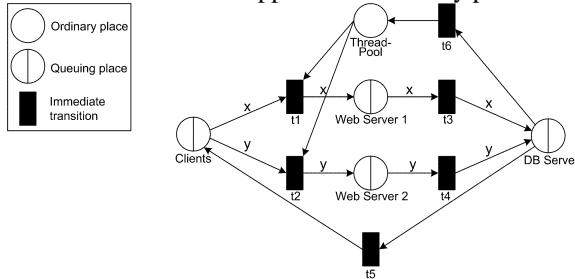 Ordinary place
Queuing place
Immediate
transition
Thread-
Pool
t6
x
t1
x
Web Server 1
x
t3
x
Clients
DB Serve
y
t2
y
Web Server 2
y
t4
y
t5